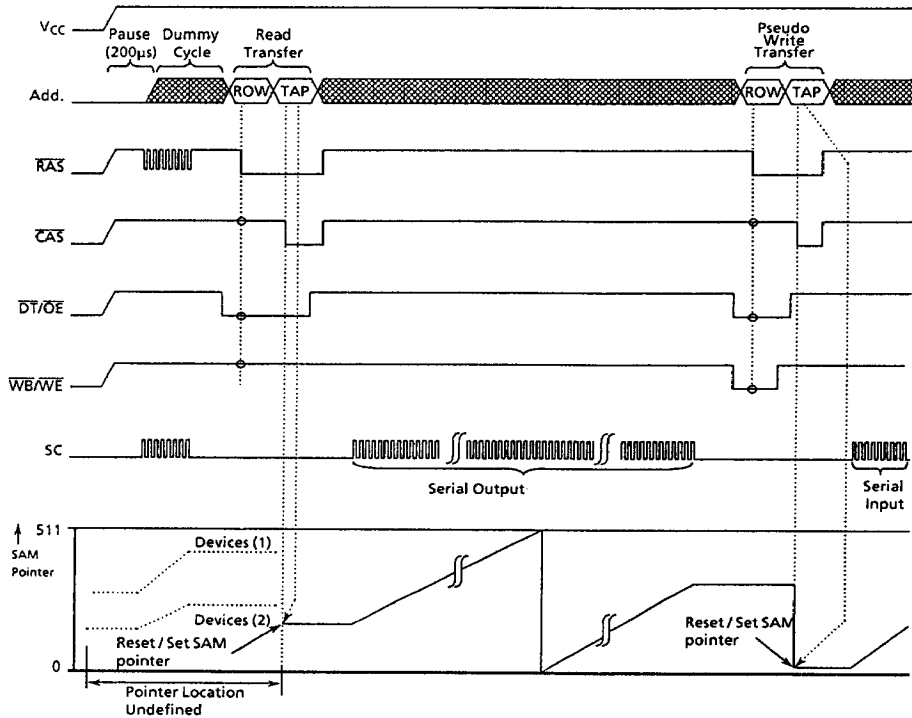 VCC
Pause
(200μs)
Dummy
Cycle
Read
Transfer
Pseudo
Write
Transfer
Add.
ROW
TAP
ROW
TAP
RAS
CAS
DT/OE
WB/WE
SC
Serial Output
Serial
Input
511
SAM
Pointer
Devices (1)
Devices (2)
Reset / Set SAM
pointer
Reset / Set SAM
pointer
0
Pointer Location
Undefined